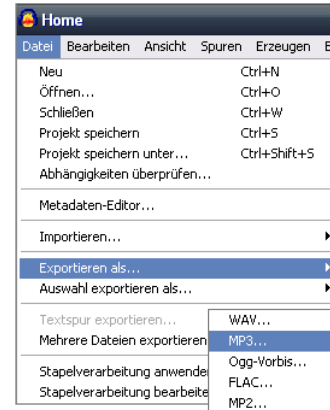 Home
Datei Bearbeiten Ansicht Spuren Erzeugen
Neu Ctrl+N
Öffnen... Ctrl+O
Schließen Ctrl+W
Projekt speichern Ctrl+S
Projekt speichern unter... Ctrl+Shift+S
Abhängigkeiten überprüfen...
Metadaten-Editor...
Importieren...
Exportieren als...
Auswahl exportieren als...
Textspur exportieren...
Mehrere Dateien exportieren
Stapelverarbeitung anwende
Stapelverarbeitung bearbeite
WAV...
MP3...
Ogg-Vorbis...
FLAC...
MP2...